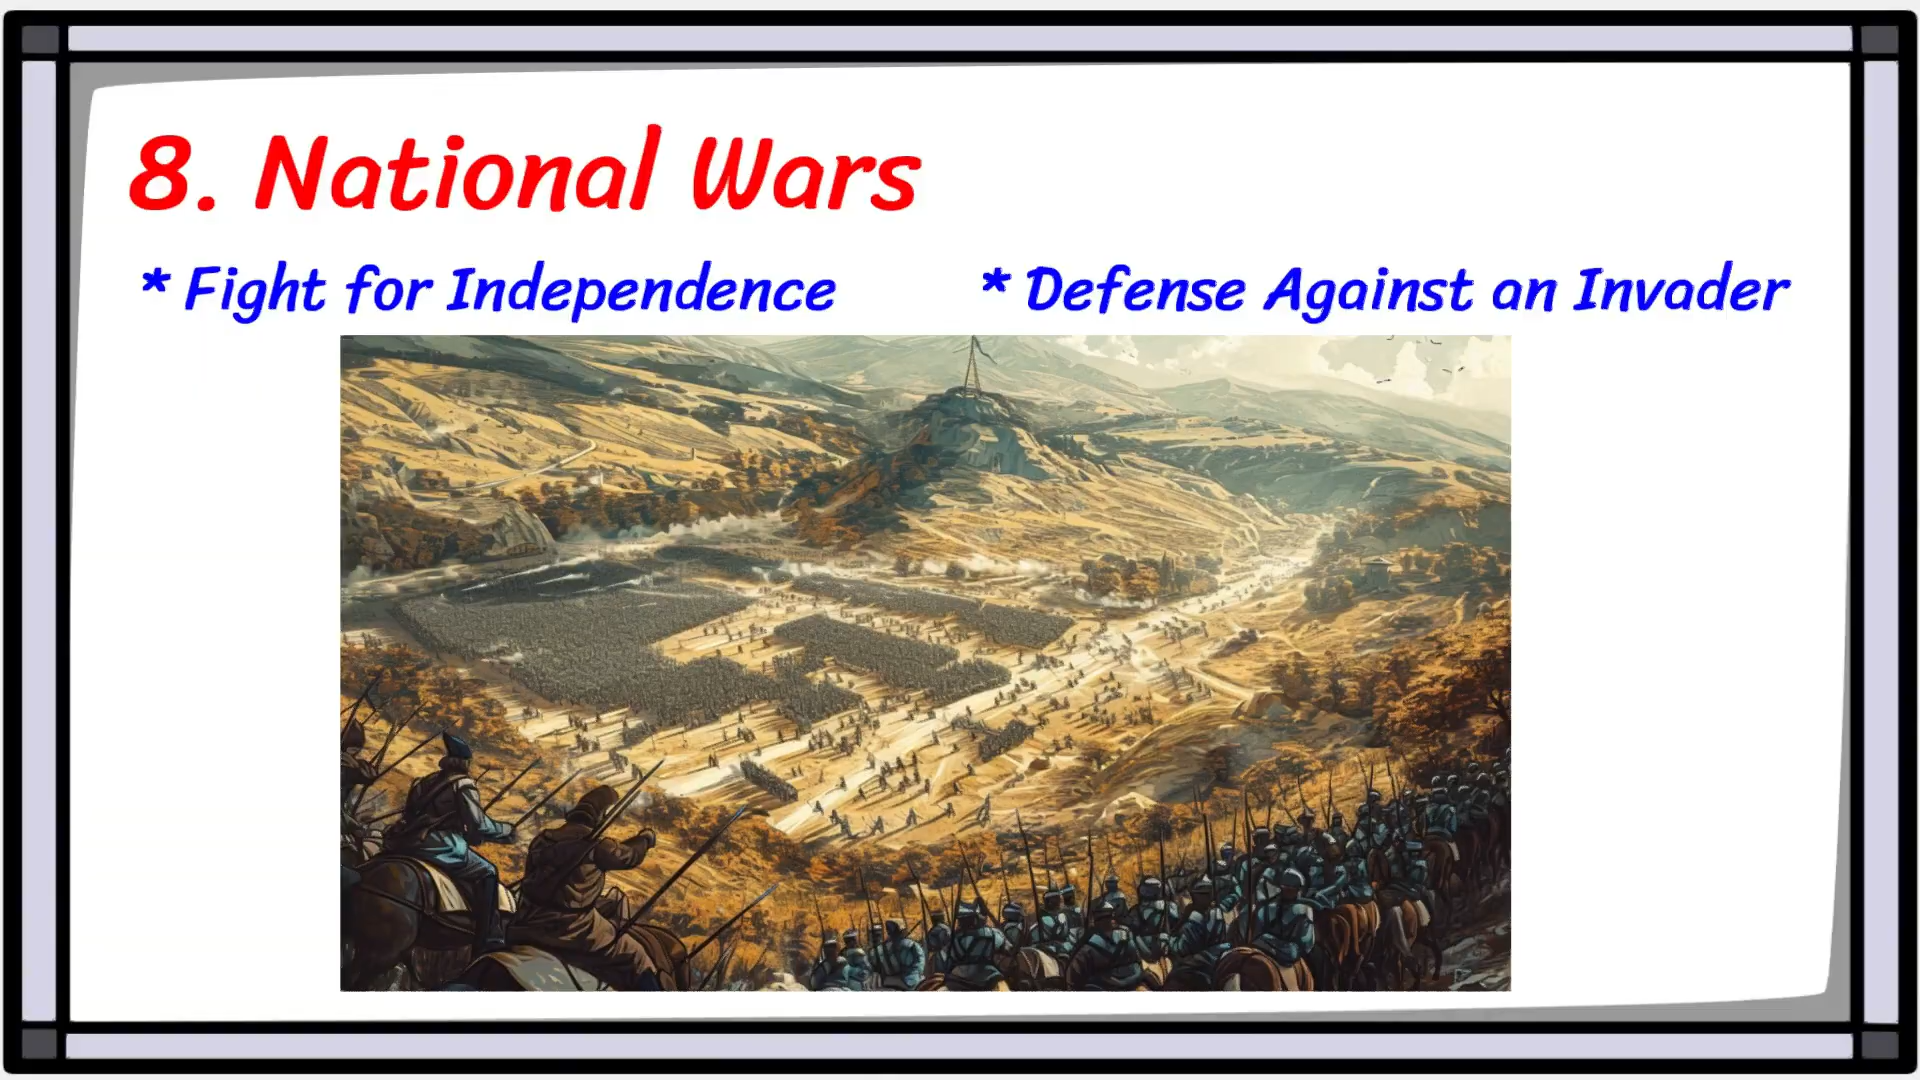 8. National Wars
* Fight for Independence
* Defense Against an Invader